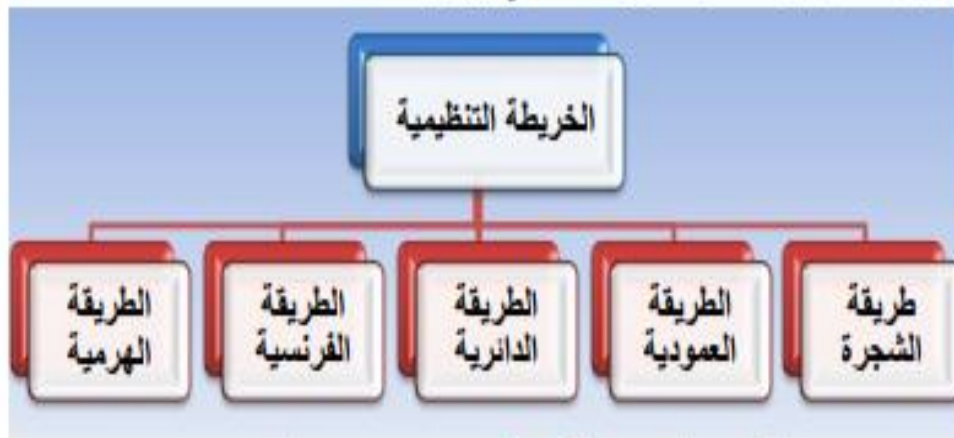 الخريطة التنظيمية
طريقة
الشجرة
الطريقة
العمودية
الطريقة
الدائرية
الطريقة
الفرنسية
الطريقة
الهرمية